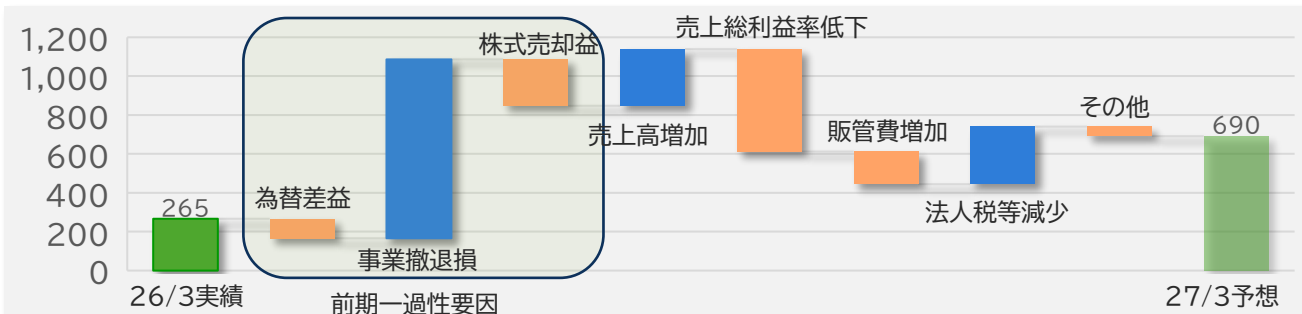 1,200
1,000
800
600
400
200
0
株式売却益
売上総利益率低下
売上高増加
販管費増加
その他
690
為替差益
265
法人税等減少
事業撤退損
26/3実績
前期一過性要因
27/3予想